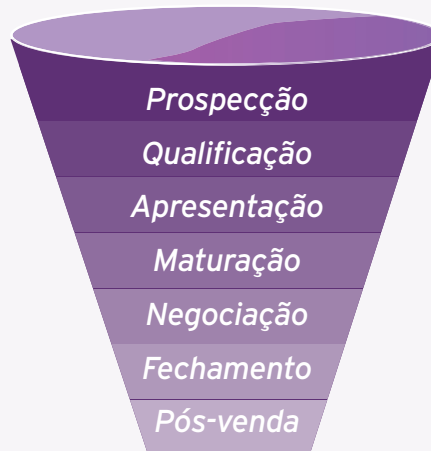 Prospecção
Qualificação
Apresentação
Maturação
Negociação
Fechamento
Pós-venda